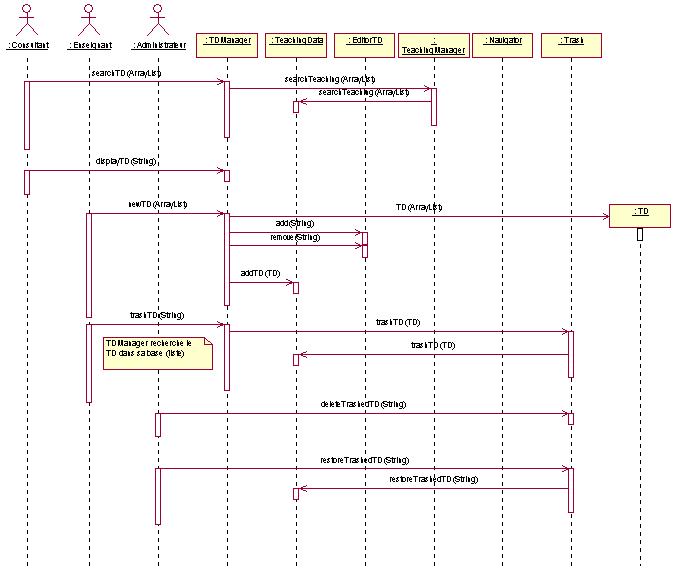 : Consultant
: Enseignant
: Administrateur
: TDManager
: TeachingData
: EditorTD
:
TeachingManager
: Navigator
: Trash
searchTD(ArrayList)
searchTeaching(ArrayList)
searchTeaching(ArrayList)
displayTD(String)
newTD(ArrayList)
TD(ArrayList)
: TD
add(String)
remove(String)
addTD(TD)
trashTD(String)
trashTD(TD)
TDManager recherche le
TD dans sa base (liste)
trashTD(TD)
deleteTrashedTD(String)
restoreTrashedTD(String)
restoreTrashedTD(String)